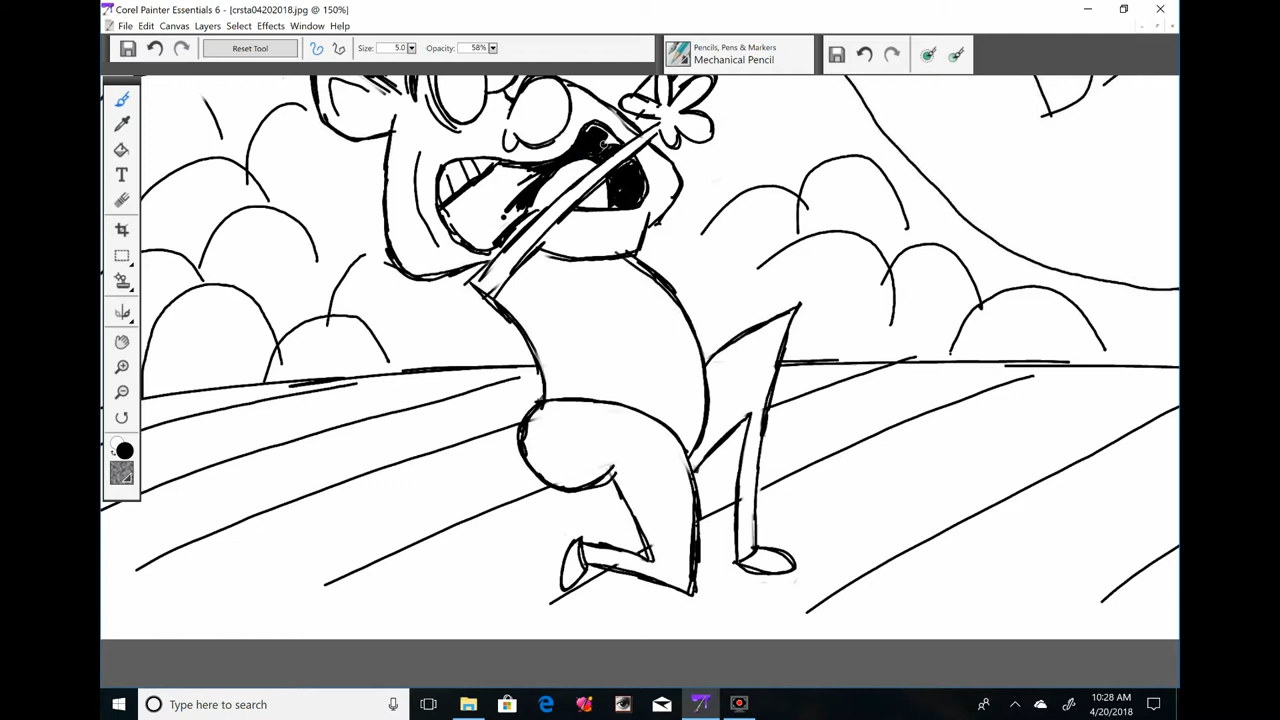 Corel Painter Essentials 6 - [crsta04202018.jpg @ 150%]
File Edit Canvas Layers Select Effects Window Help
Reset Tool Size: 5.0 Opacity: 58%
Pencils, Pens & Markers
Mechanical Pencil
T
Type here to search
10:28 AM
4/20/2018